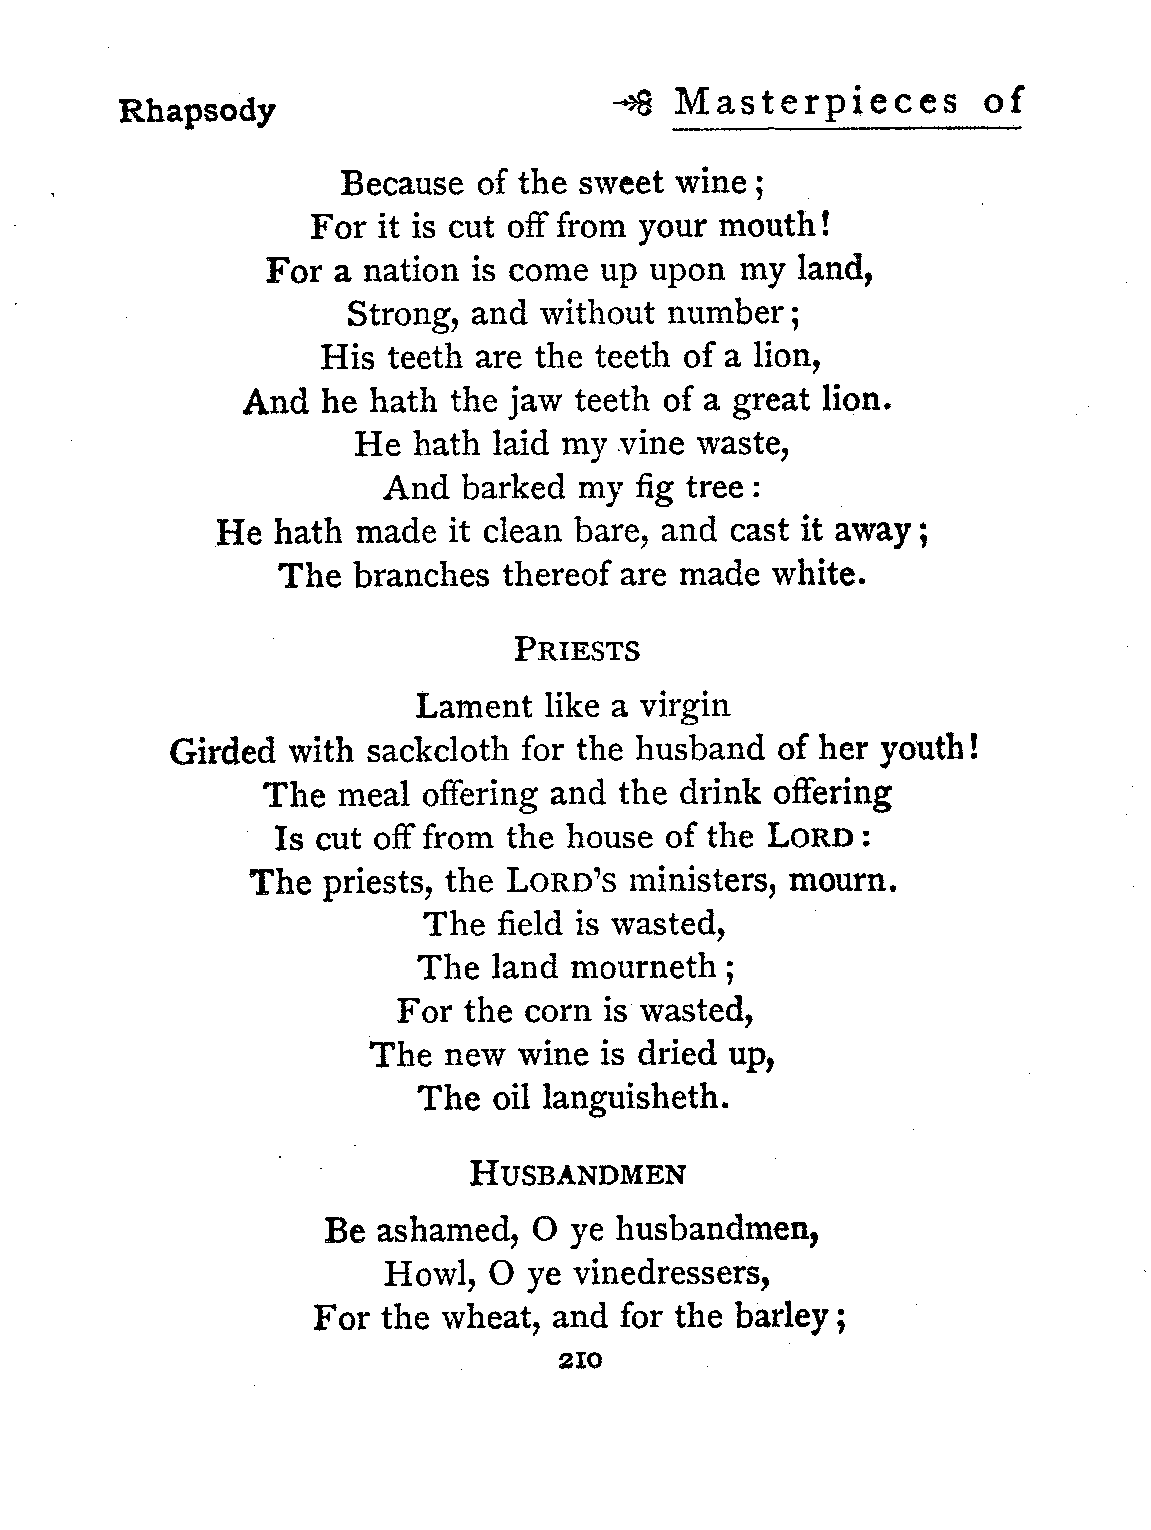 Rhapsody Masterpieces of
Because of the sweet wine;
For it is cut off from your mouth!
For a nation is come up upon my land,
Strong, and without number;
His teeth are the teeth of a lion,
And he hath the jaw teeth of a great lion.
He hath laid my vine waste,
And barked my fig tree:
He hath made it clean bare, and cast it away;
The branches thereof are made white.
PRIESTS
Lament like a virgin
Girded with sackcloth for the husband of her youth!
The meal offering and the drink offering
Is cut off from the house of the LORD:
The priests, the LORD'S ministers, mourn.
The field is wasted,
The land mourneth;
For the corn is wasted,
The new wine is dried up,
The oil languisheth.
HUSBANDMEN
Be ashamed, O ye husbandmen,
Howl, O ye vinedressers,
For the wheat, and for the barley;
210